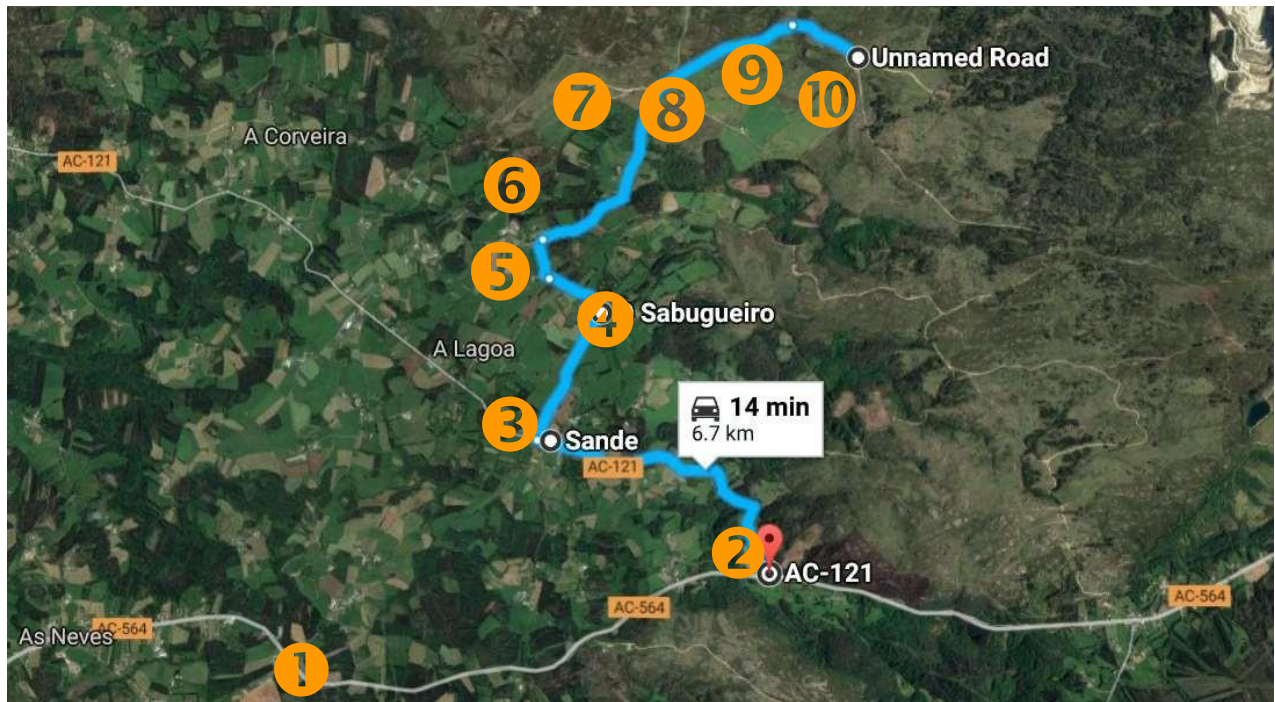 Unnamed Road
9
7
8
10
A Corveira
AC-121
6
5
4
Sabugueiro
A Lagoa
14 min
6.7 km
3
Sande
AC-121
2
AC-121
AC-564
AC-564
As Neves
AC-564
1